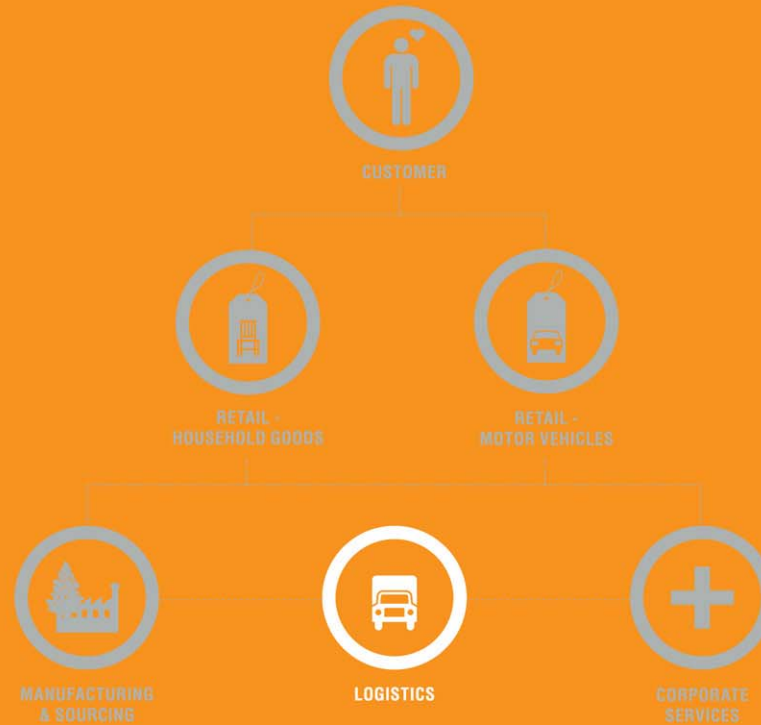 CUSTOMER
RETAIL -
HOUSEHOLD GOODS
RETAIL -
MOTOR VEHICLES
MANUFACTURING
& SOURCING
LOGISTICS
CORPORATE
SERVICES